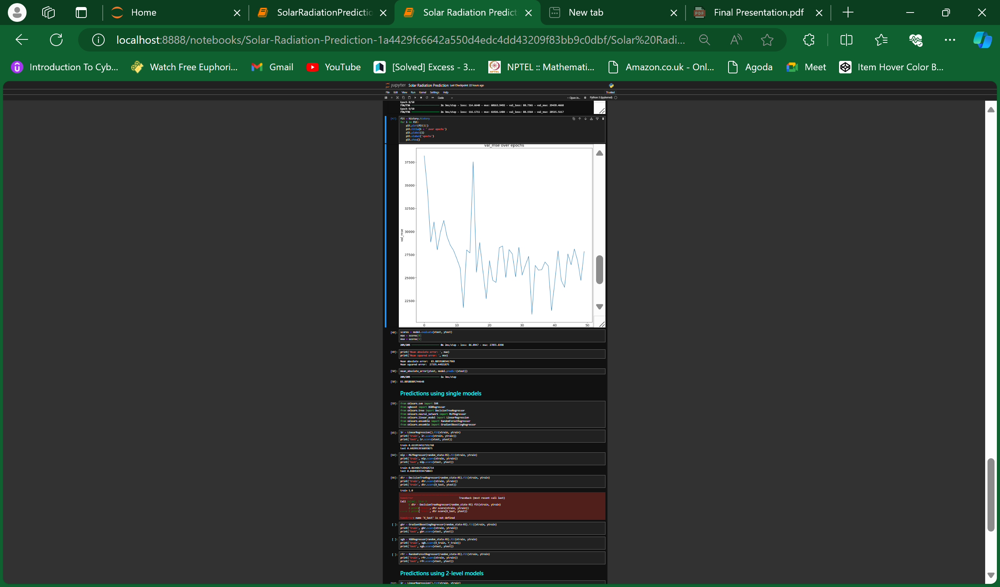 Home
SolarRadiationPredictio
Solar Radiation Predict
New tab
PDF
Final Presentation.pdf
localhost:8888/notebooks/Solar-Radiation-Prediction-1a4429fc6642a550d4edc4dd43209f83bb9c0dbf/Solar%20Radi...
Introduction To Cyb...
Watch Free Euphori...
Gmail
YouTube
[Solved] Excess - 3...
NPTEL
NPTEL :: Mathemati...
Amazon.co.uk - Onl...
Agoda
Meet
Item Hover Color B...
jupyter Solar Radiation Prediction Last Checkpoint: 22 hours ago
File Edit View Run Kernel Settings Help Trusted
Code Open in... Python 3 (ipykernel)
Epoch 8/50
736/736 2s 3ms/step - loss: 114.6640 - mse: 60163.9492 - val_loss: 88.7361 - val_mse: 29439.4668
Epoch 9/50
736/736 2s 3ms/step - loss: 116.1711 - mse: 61926.1484 - val_loss: 88.1564 - val_mse: 28515.5117
[47]: fit = history.history
for i in fit:
plt.plot(fit[i])
plt.title(i + ' over epochs')
plt.ylabel(i)
plt.xlabel('epochs')
plt.show()
val_mse over epochs
37500
35000
32500
30000
27500
25000
22500
val_mse
0 10 20 30 40 50
[48]: scores = model.evaluate(xtest, ytest)
mae = scores[0]
mse = scores[1]
205/205 0s 2ms/step - loss: 86.0947 - mse: 27855.8398
[49]: print('Mean absolute error: ', mae)
print('Mean squared error: ', mse)
Mean absolute error: 83.88591003417969
Mean squared error: 27335.44921875
[50]: mean_absolute_error(ytest, model.predict(xtest))
205/205 1s 3ms/step
[50]: 83.88588805744648
Predictions using single models
[59]: from sklearn.svm import SVR
from xgboost import XGBRegressor
from sklearn.tree import DecisionTreeRegressor
from sklearn.neural_network import MLPRegressor
from sklearn.linear_model import LinearRegression
from sklearn.ensemble import RandomForestRegressor
from sklearn.ensemble import GradientBoostingRegressor
[65]: lr = LinearRegression().fit(xtrain, ytrain)
print('train', lr.score(xtrain, ytrain))
print('test', lr.score(xtest, ytest))
train 0.6119534517151768
test 0.6029913936893875
[64]: mlp = MLPRegressor(random_state=RS).fit(xtrain, ytrain)
print('train', mlp.score(xtrain, ytrain))
print('test', mlp.score(xtest, ytest))
train 0.8634017139425714
test 0.8604583594750843
[66]: dtr = DecisionTreeRegressor(random_state=RS).fit(xtrain, ytrain)
print('train', dtr.score(xtrain, ytrain))
print('train', dtr.score(X_test, ytest))
train 1.0
NameError Traceback (most recent call last)
Cell In[66], line 3
1 dtr = DecisionTreeRegressor(random_state=RS).fit(xtrain, ytrain)
2 print('train', dtr.score(xtrain, ytrain))
----> 3 print('train', dtr.score(X_test, ytest))
NameError: name 'X_test' is not defined
[ ]: gbr = GradientBoostingRegressor(random_state=RS).fit((xtrain, ytrain)
print('train', gbr.score(xtrain, ytrain))
print('test', gbr.score(xtest, ytest))
[ ]: xgb = XGBRegressor(random_state=RS).fit(xtrain, ytrain)
print('train', xgb.score(X_train, Y_train))
print('test', xgb.score(xtest, ytest))
[ ]: rfr = RandomForestRegressor(random_state=RS).fit(xtrain, ytrain)
print('train', rfr.score(xtrain, ytrain))
print('test', rfr.score(xtest, ytest))
Predictions using 2-level models
[52]: lr = LinearRegression().fit(xtrain, ytrain)